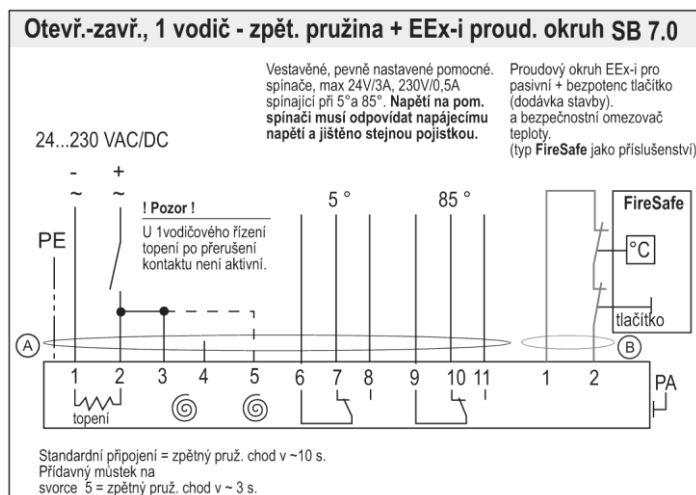 Otevř.-zavř., 1 vodič - zpět. pružina + EEx-i proud. okruh SB 7.0
Vestavěné, pevně nastavené pomocné.
spínače, max 24V/3A, 230V/0,5A
spínající při 5°a 85°. Napětí na pom.
spínači musí odpovídat napájecímu
napětí a jištěno stejnou pojistkou.
Proudový okruh EEx-i pro
pasivní + bezpotenc tlačítko
(dodávka stavby).
a bezpečnostní omezovač
teploty.
(typ FireSafe jako příslušenství)
24...230 VAC/DC
- +
~ ~
! Pozor !
U 1vodičového řízení
topení po přerušení
kontaktu není aktivní.
5 °
85 °
FireSafe
°C
tlačítko
PE
A
B
1 2 3 4 5 6 7 8 9 10 11 1 2
PA
topení
Standardní připojení = zpětný pruž. chod v ~10 s.
Přídavný můstek na
svorce 5 = zpětný pruž. chod v ~ 3 s.